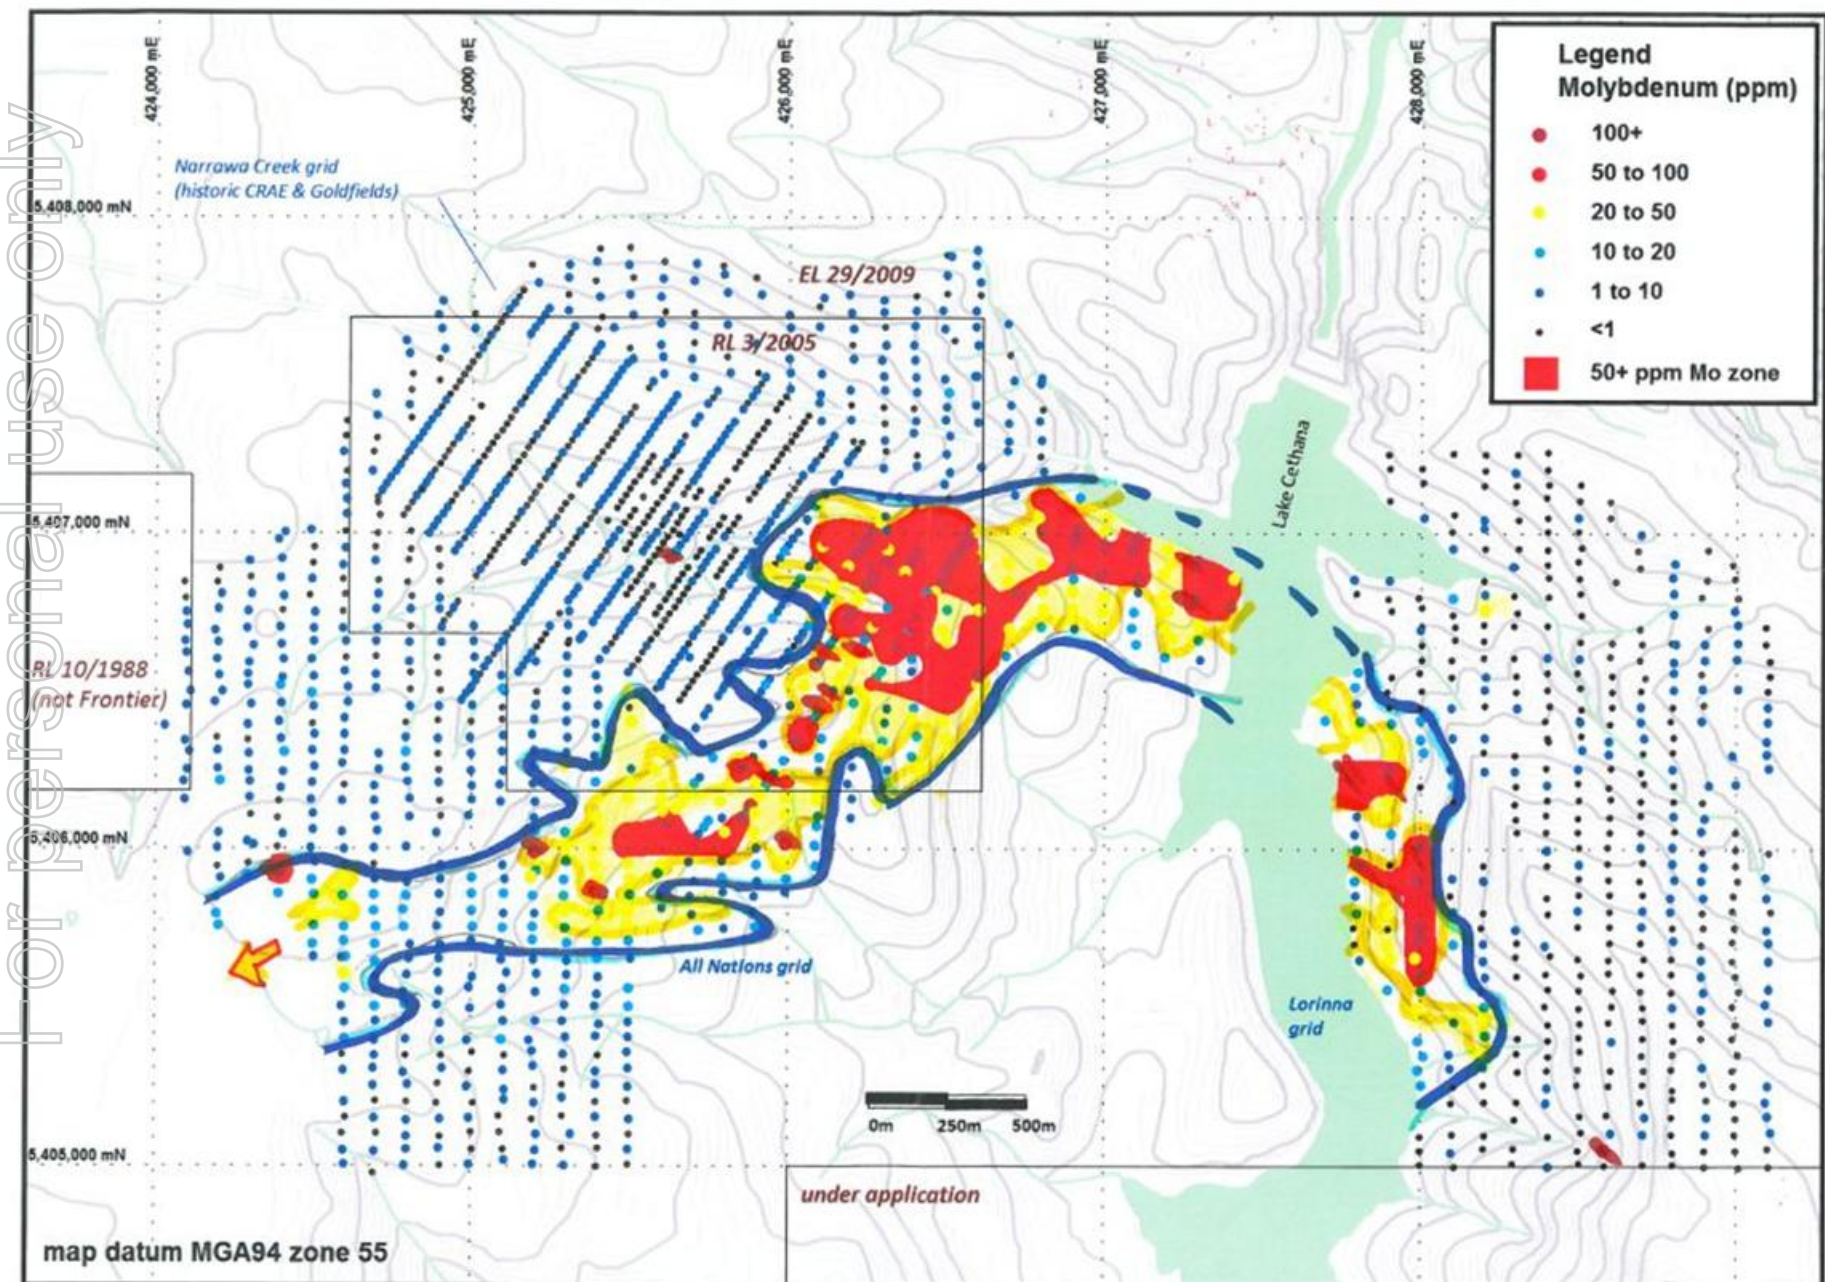 For personal use only
424,000 mE
425,000 mE
426,000 mE
427,000 mE
428,000 mE
Legend
Molybdenum (ppm)
100+
50 to 100
20 to 50
10 to 20
1 to 10
<1
50+ ppm Mo zone
Narrawa Creek grid
(historic CRAE & Goldfields)
5,408,000 mN
EL 29/2009
RL 3/2005
Lake Cethana
5,407,000 mN
RL 10/1988
(not Frontier)
5,406,000 mN
All Nations grid
Lorinna
grid
0m 250m 500m
5,405,000 mN
under application
map datum MGA94 zone 55